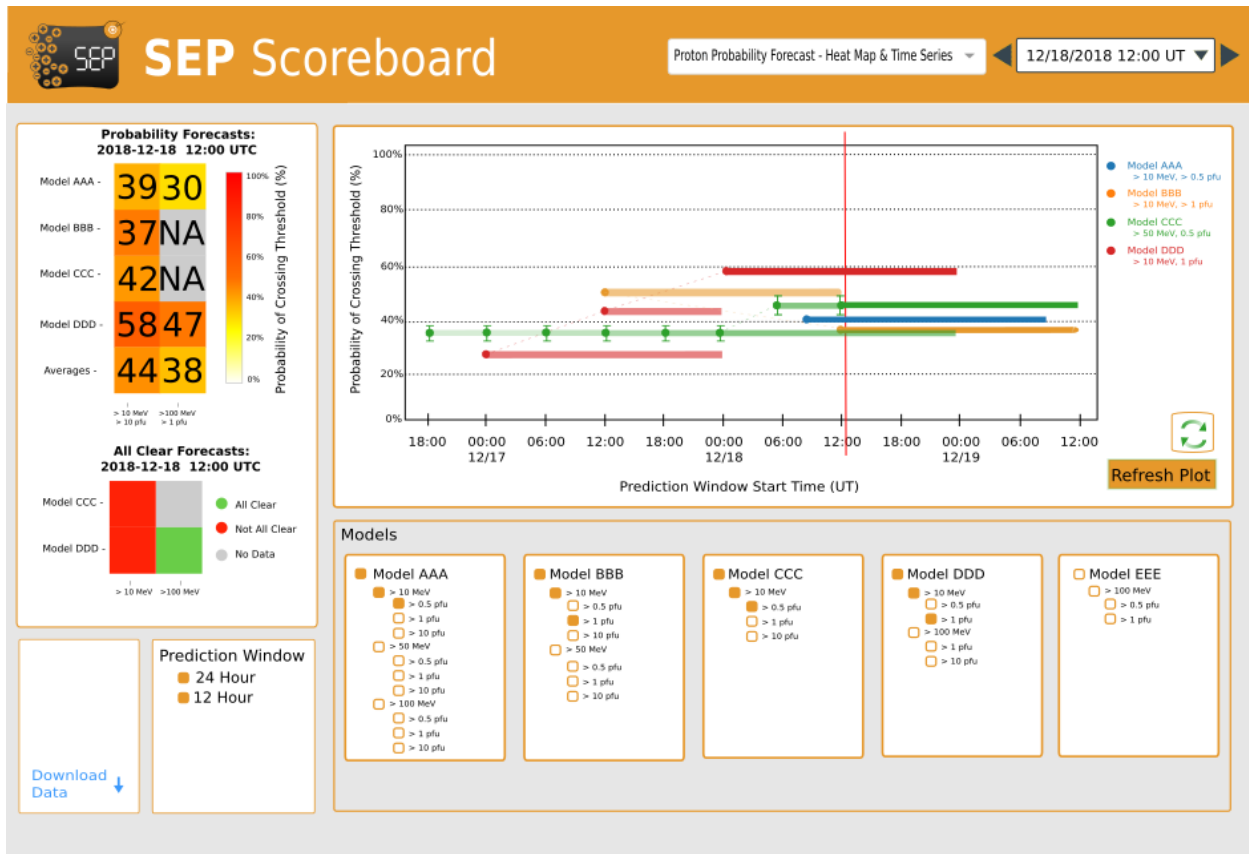 SEP
SEP Scoreboard
Proton Probability Forecast - Heat Map & Time Series
12/18/2018 12:00 UT
Probability Forecasts:
2018-12-18 12:00 UTC
Model AAA -
39 30
Model BBB -
37 NA
Model CCC -
42 NA
Model DDD -
58 47
Averages -
44 38
> 10 MeV >100 MeV
> 10 pfu > 1 pfu
100%
80%
60%
40%
20%
0%
Probability of Crossing Threshold (%)
All Clear Forecasts:
2018-12-18 12:00 UTC
Model CCC -
Model DDD -
> 10 MeV >100 MeV
All Clear
Not All Clear
No Data
Probability of Crossing Threshold (%)
100%
80%
60%
40%
20%
0%
18:00 00:00 06:00 12:00 18:00 00:00 06:00 12:00 18:00 00:00 06:00 12:00
12/17 12/18 12/19
Prediction Window Start Time (UT)
Model AAA
> 10 MeV, > 0.5 pfu
Model BBB
> 10 MeV, > 1 pfu
Model CCC
> 50 MeV, 0.5 pfu
Model DDD
> 10 MeV, 1 pfu
Refresh Plot
Download
Data
Prediction Window
24 Hour
12 Hour
Models
Model AAA
> 10 MeV
> 0.5 pfu
> 1 pfu
> 10 pfu
> 50 MeV
> 0.5 pfu
> 1 pfu
> 10 pfu
> 100 MeV
> 0.5 pfu
> 1 pfu
> 10 pfu
Model BBB
> 10 MeV
> 0.5 pfu
> 1 pfu
> 10 pfu
> 50 MeV
> 0.5 pfu
> 1 pfu
> 10 pfu
Model CCC
> 10 MeV
> 0.5 pfu
> 1 pfu
> 10 pfu
Model DDD
> 10 MeV
> 0.5 pfu
> 1 pfu
> 100 MeV
> 1 pfu
> 10 pfu
Model EEE
> 100 MeV
> 0.5 pfu
> 1 pfu